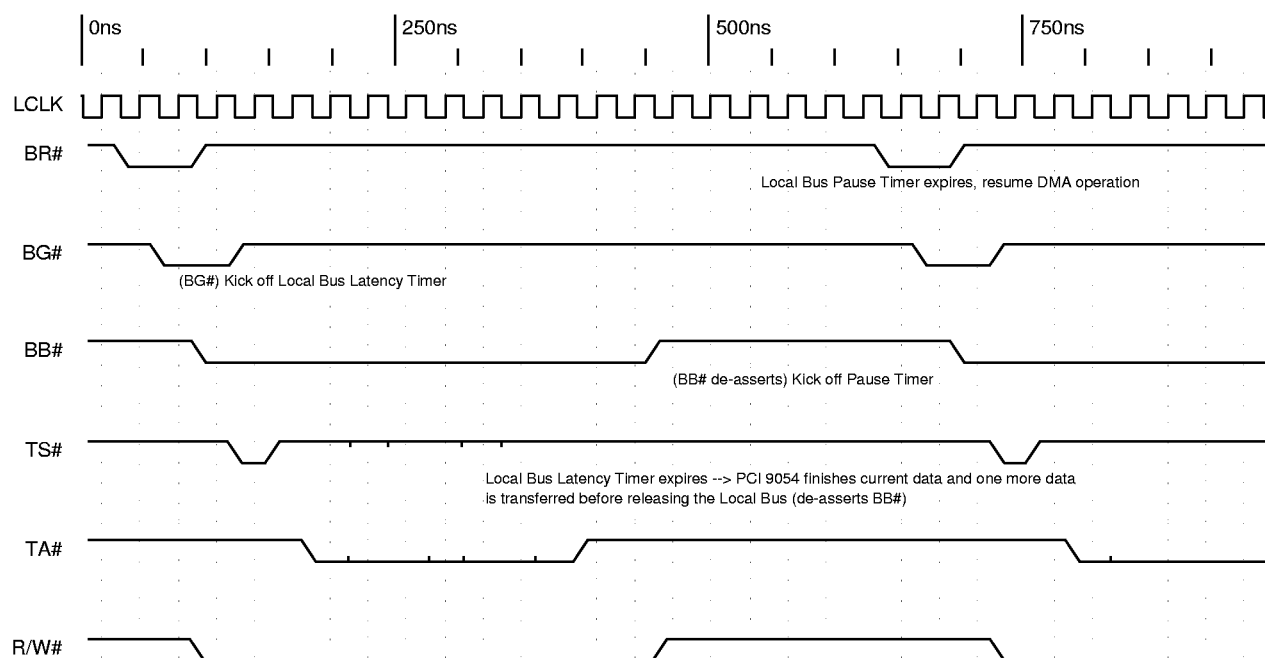 0ns 250ns 500ns 750ns
LCLK
BR#
Local Bus Pause Timer expires, resume DMA operation
BG#
(BG#) Kick off Local Bus Latency Timer
BB#
(BB# de-asserts) Kick off Pause Timer
TS#
Local Bus Latency Timer expires --> PCI 9054 finishes current data and one more data
is transferred before releasing the Local Bus (de-asserts BB#)
TA#
R/W#